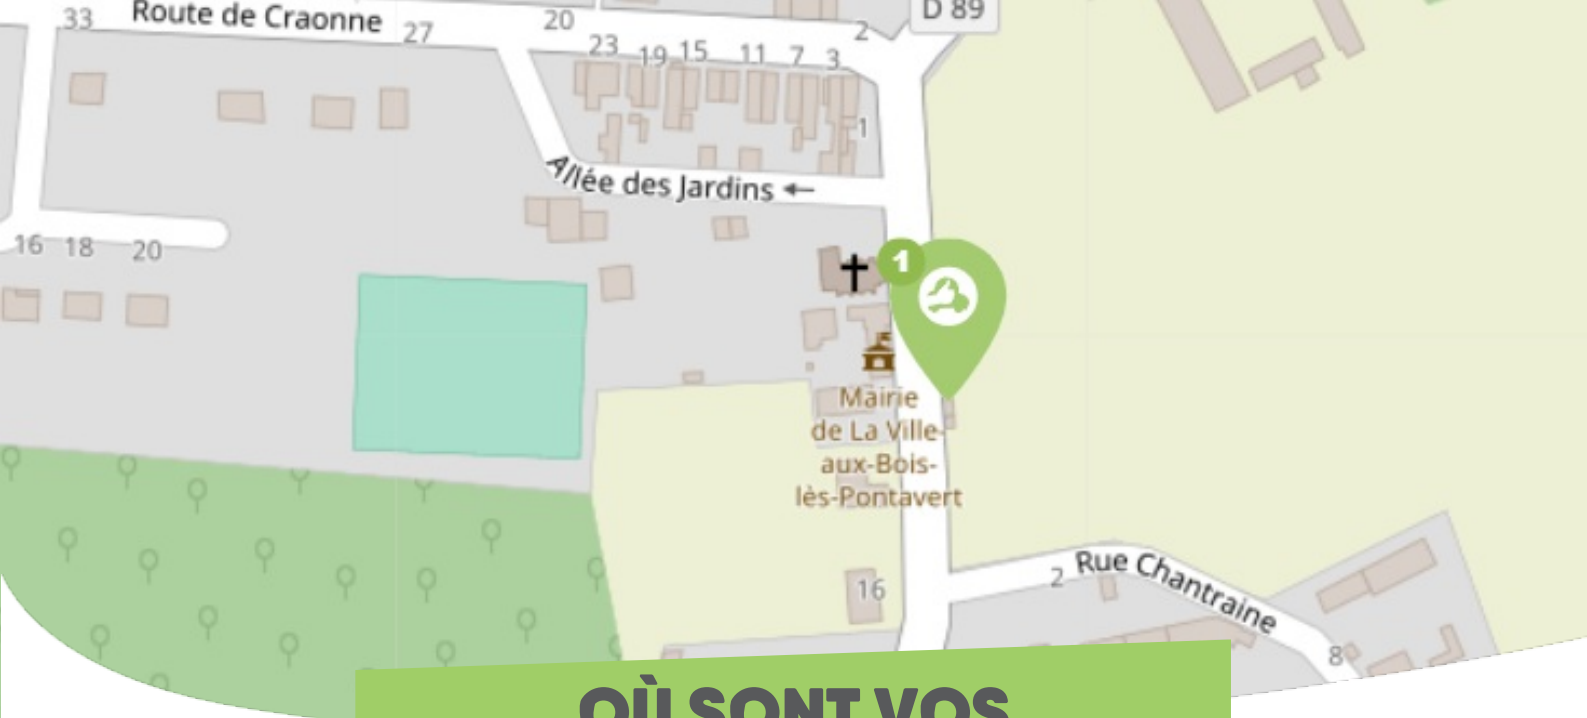 D 89
33
Route de Craonne
27
20
2
23
19
15
11
7
3
1
Allée des Jardins ←
16
18
20
1
Mairie
de La Ville-
aux-Bois-
lès-Pontavert
16
2
Rue Chantraine
8
OÙ SONT VOS